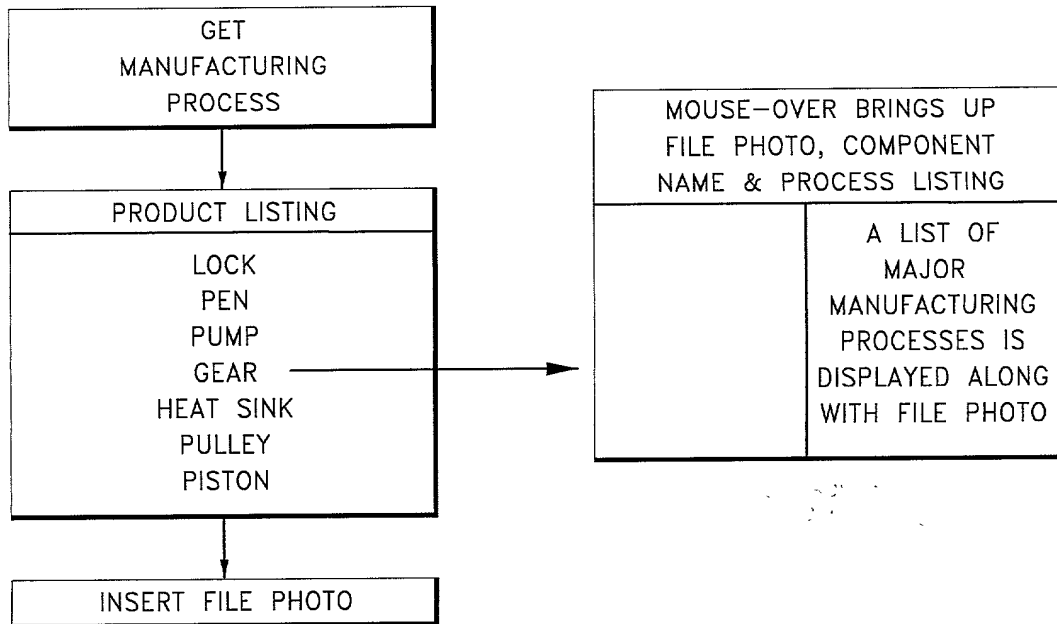 GET
MANUFACTURING
PROCESS
PRODUCT LISTING
LOCK
PEN
PUMP
GEAR
HEAT SINK
PULLEY
PISTON
INSERT FILE PHOTO
MOUSE-OVER BRINGS UP
FILE PHOTO, COMPONENT
NAME & PROCESS LISTING
A LIST OF
MAJOR
MANUFACTURING
PROCESSES IS
DISPLAYED ALONG
WITH FILE PHOTO